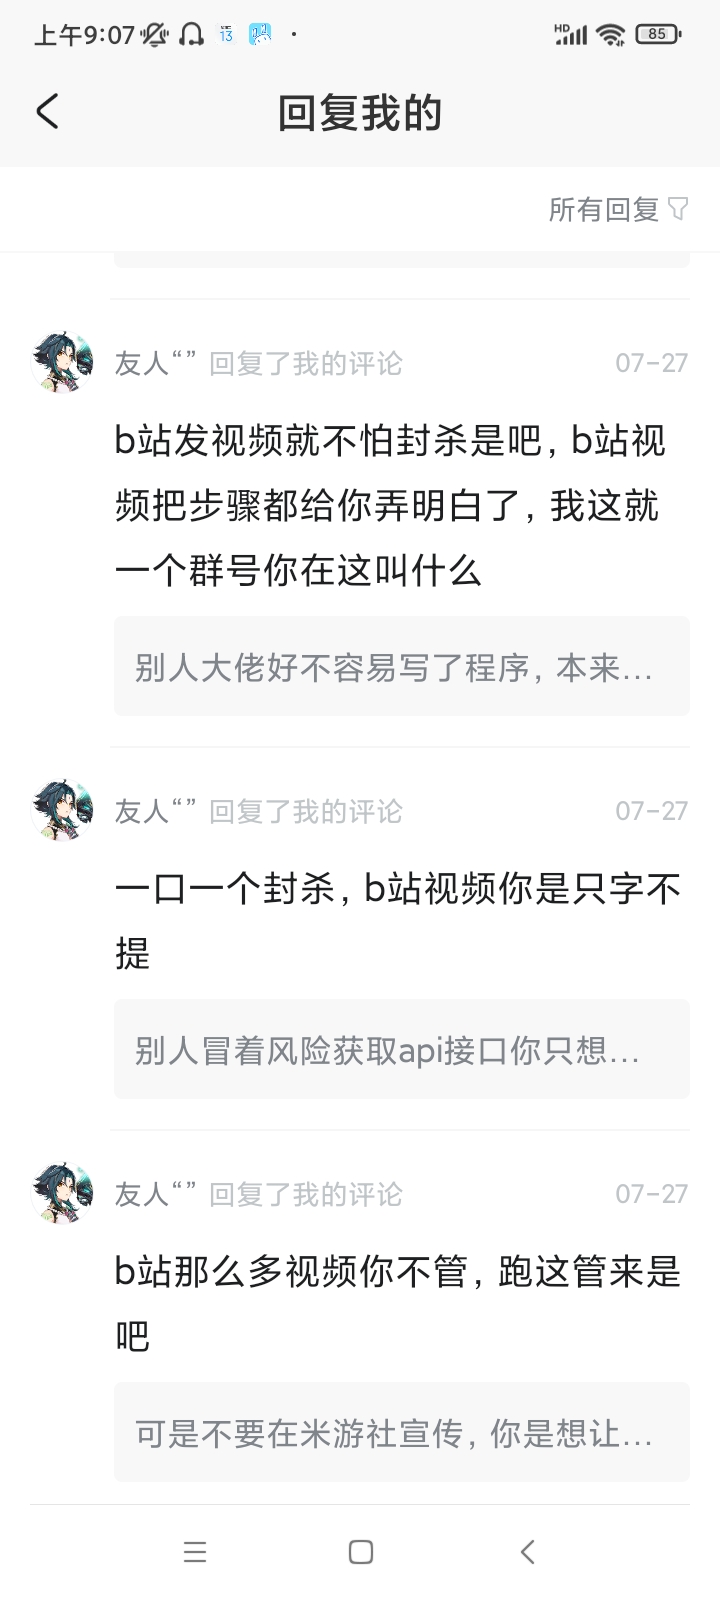 上午9:07
13
HD
85
回复我的
所有回复
友人“” 回复了我的评论 07-27
b站发视频就不怕封杀是吧, b站视
频把步骤都给你弄明白了, 我这就
一个群号你在这叫什么
别人大佬好不容易写了程序, 本来...
友人“” 回复了我的评论 07-27
一口一个封杀, b站视频你是只字不
提
别人冒着风险获取api接口你只想...
友人“” 回复了我的评论 07-27
b站那么多视频你不管, 跑这管来是
吧
可是不要在米游社宣传, 你是想让...